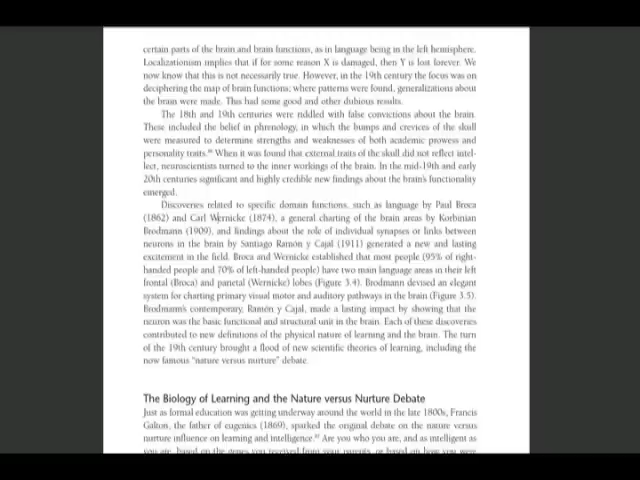 certain parts of the brain and brain functions, as in language being in the left hemisphere.
Localizationism implies that if for some reason X is damaged, then Y is lost forever. We
now know that this is not necessarily true. However, in the 19th century the focus was on
deciphering the map of brain functions; where patterns were found, generalizations about
the brain were made. This had some good and other dubious results.
The 18th and 19th centuries were riddled with false convictions about the brain.
These included the belief in phrenology, in which the bumps and crevices of the skull
were measured to determine strengths and weaknesses of both academic prowess and
personality traits. When it was found that external traits of the skull did not reflect intel-
lect, neuroscientists turned to the inner workings of the brain. In the mid-19th and early
20th centuries significant and highly credible new findings about the brain's functionality
emerged.
Discoveries related to specific domain functions, such as language by Paul Broca
(1862) and Carl Wernicke (1874), a general charting of the brain areas by Korbinian
Brodmann (1909), and findings about the role of individual synapses or links between
neurons in the brain by Santiago Ramón y Cajal (1911) generated a new and lasting
excitement in the field. Broca and Wernicke established that most people (95% of right-
handed people and 70% of left-handed people) have two main language areas in their left
frontal (Broca) and parietal (Wernicke) lobes (Figure 3.4). Brodmann devised an elegant
system for charting primary visual motor and auditory pathways in the brain (Figure 3.5).
Brodmann's contemporary, Ramón y Cajal, made a lasting impact by showing that the
neuron was the basic functional and structural unit in the brain. Each of these discoveries
contributed to new definitions of the physical nature of learning and the brain. The turn
of the 19th century brought a flood of new scientific theories of learning, including the
now famous "nature versus nurture" debate.
The Biology of Learning and the Nature versus Nurture Debate
Just as formal education was getting underway around the world in the late 1800s, Francis
Galton, the father of eugenics (1869), sparked the original debate on the nature versus
nurture influence on learning and intelligence. Are you who you are, and as intelligent as
you are, based on the genes you received from your parents, or based on how you were